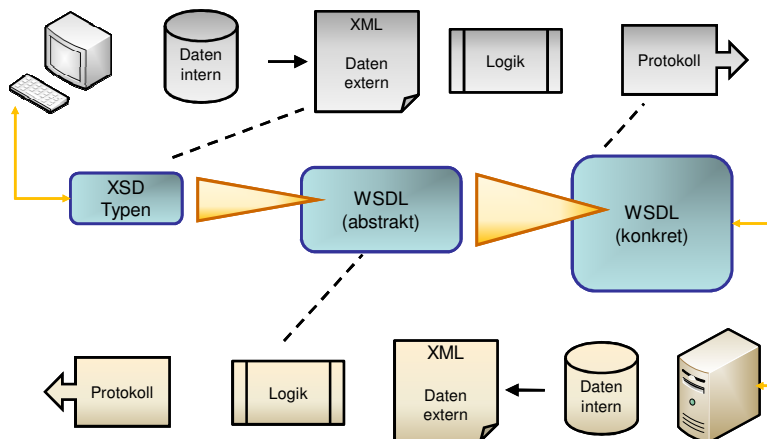 XML
Daten
intern
Daten
extern
Logik
Protokoll
XSD
Typen
WSDL
(abstrakt)
WSDL
(konkret)
Protokoll
Logik
XML
Daten
extern
Daten
intern